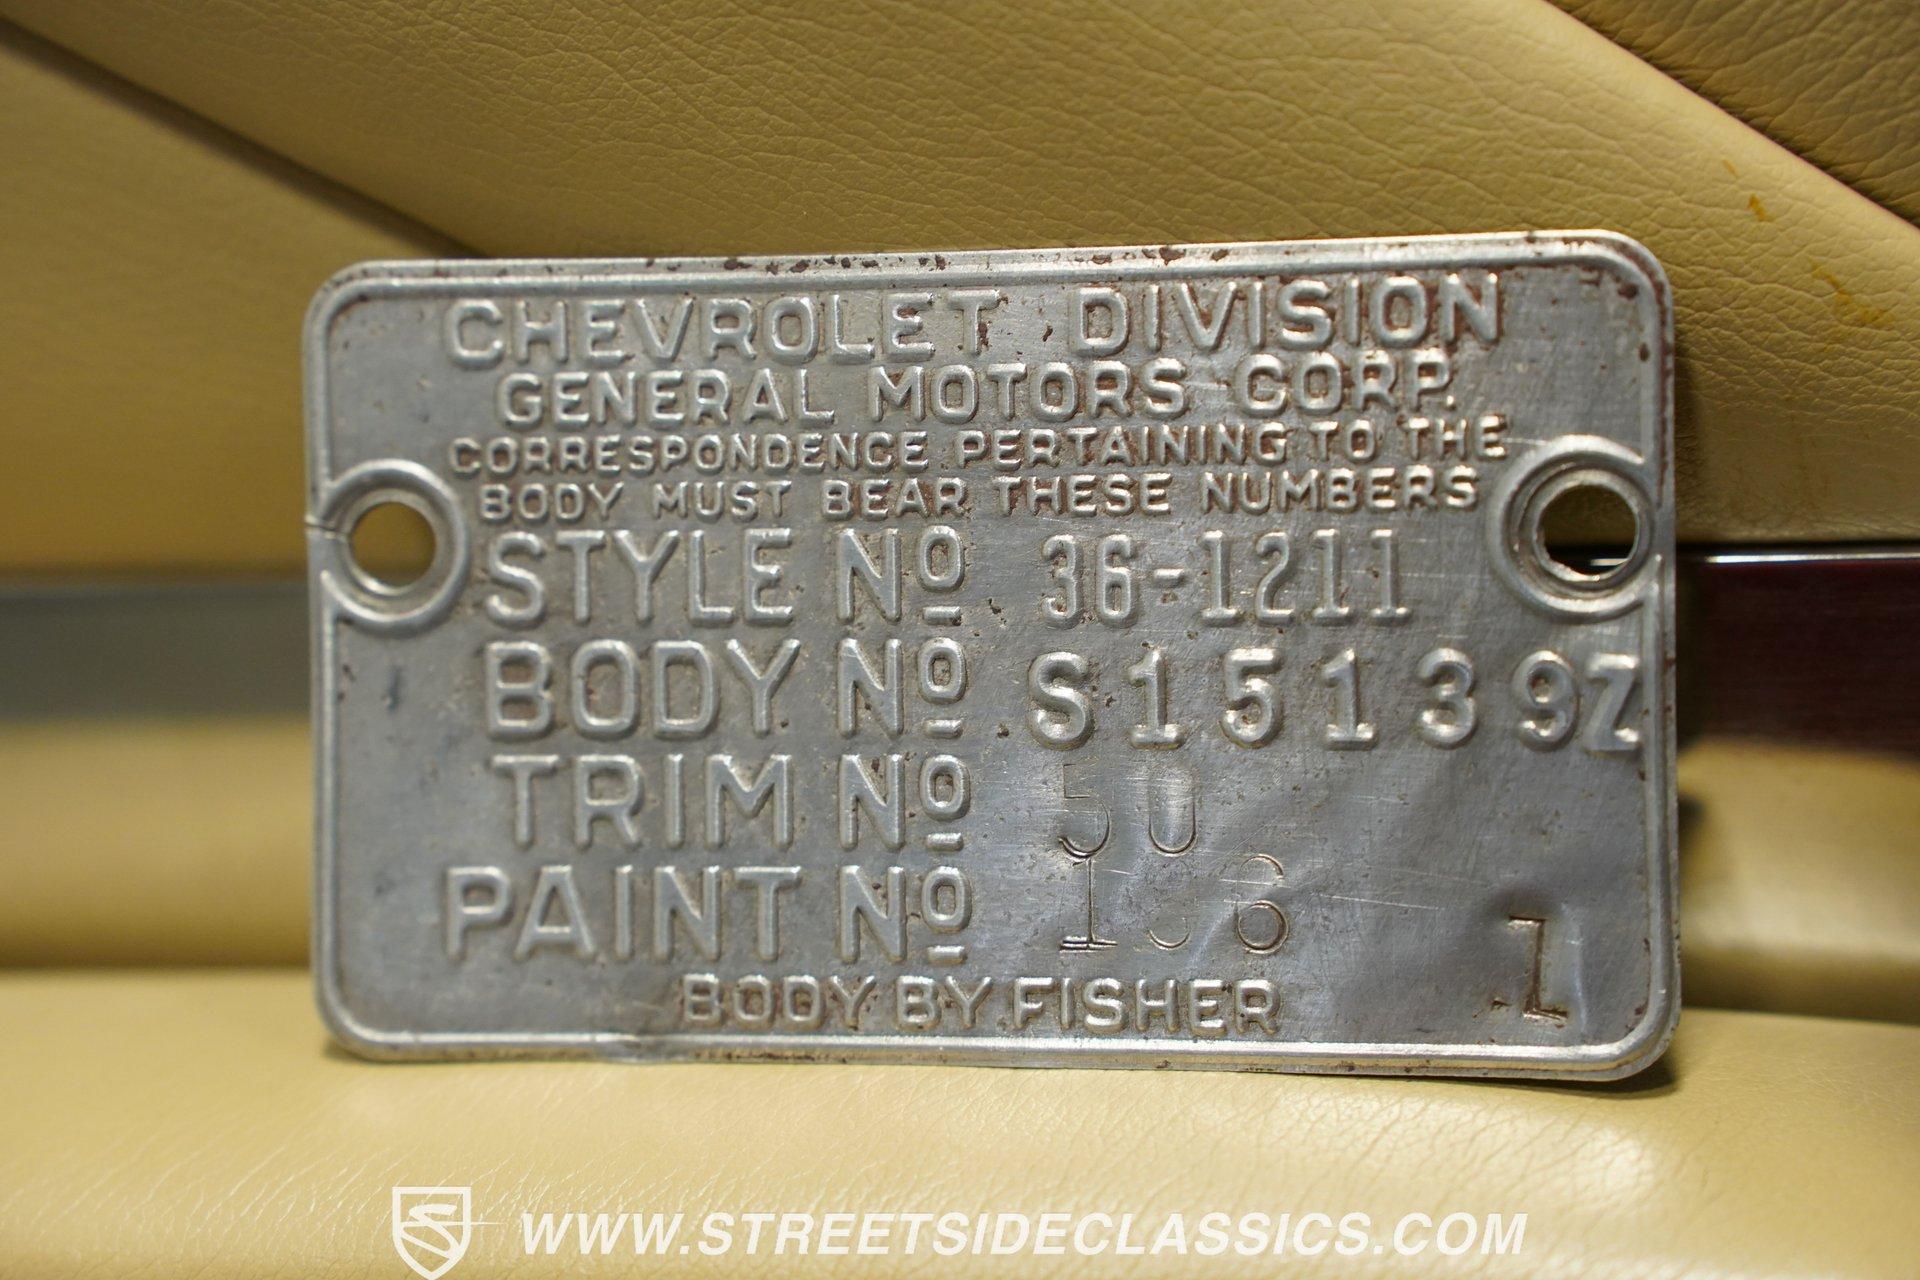 CHEVROLET DIVISION
GENERAL MOTORS CORP.
CORRESPONDENCE PERTAINING TO THE
BODY MUST BEAR THESE NUMBERS
STYLE No 36-1211
BODY No S15139Z
TRIM No 50
PAINT No
BODY BY FISHER
WWW.STREETSIDECLASSICS.COM